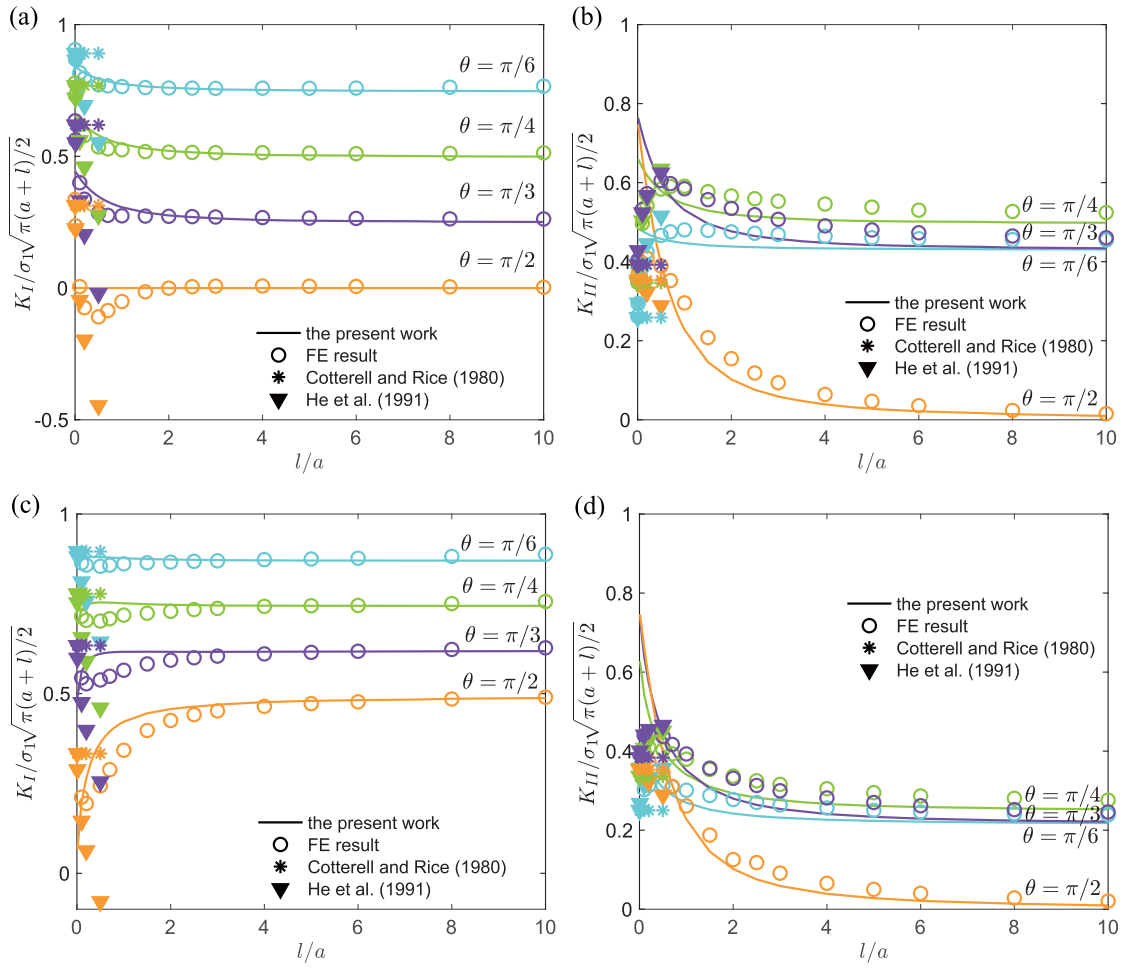 (a)
1
0.5
0
-0.5
K_I/σ_1√π(a + l)/2
θ = π/6
θ = π/4
θ = π/3
θ = π/2
the present work
FE result
Cotterell and Rice (1980)
He et al. (1991)
0 2 4 6 8 10
l/a
(b)
1
0.8
0.6
0.4
0.2
0
K_II/σ_1√π(a + l)/2
θ = π/4
θ = π/3
θ = π/6
the present work
FE result
Cotterell and Rice (1980)
He et al. (1991)
θ = π/2
0 2 4 6 8 10
l/a
(c)
1
0.5
0
K_I/σ_1√π(a + l)/2
θ = π/6
θ = π/4
θ = π/3
θ = π/2
the present work
FE result
Cotterell and Rice (1980)
He et al. (1991)
0 2 4 6 8 10
l/a
(d)
1
0.8
0.6
0.4
0.2
0
K_II/σ_1√π(a + l)/2
the present work
FE result
Cotterell and Rice (1980)
He et al. (1991)
θ = π/4
θ = π/3
θ = π/6
θ = π/2
0 2 4 6 8 10
l/a